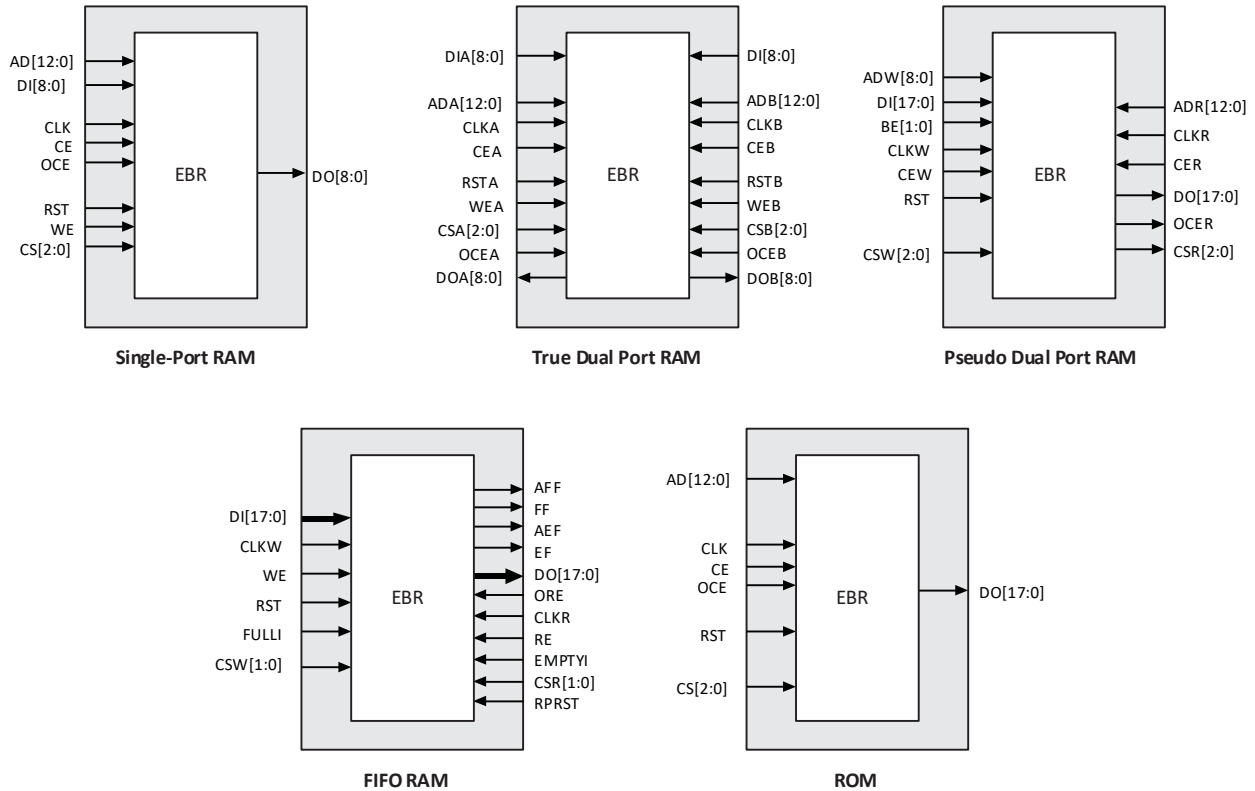 AD[12:0]
DI[8:0]
CLK
CE
OCE
RST
WE
CS[2:0]
EBR
DO[8:0]
Single-Port RAM
DIA[8:0]
ADA[12:0]
CLKA
CEA
RSTA
WEA
CSA[2:0]
OCEA
DOA[8:0]
EBR
DI[8:0]
ADB[12:0]
CLKB
CEB
RSTB
WEB
CSB[2:0]
OCEB
DOB[8:0]
True Dual Port RAM
ADW[8:0]
DI[17:0]
BE[1:0]
CLKW
CEW
RST
CSW[2:0]
EBR
ADR[12:0]
CLKR
CER
DO[17:0]
OCER
CSR[2:0]
Pseudo Dual Port RAM
DI[17:0]
CLKW
WE
RST
FULLI
CSW[1:0]
EBR
AFF
FF
AEF
EF
DO[17:0]
ORE
CLKR
RE
EMPTYI
CSR[1:0]
RPRST
FIFO RAM
AD[12:0]
CLK
CE
OCE
RST
CS[2:0]
EBR
DO[17:0]
ROM